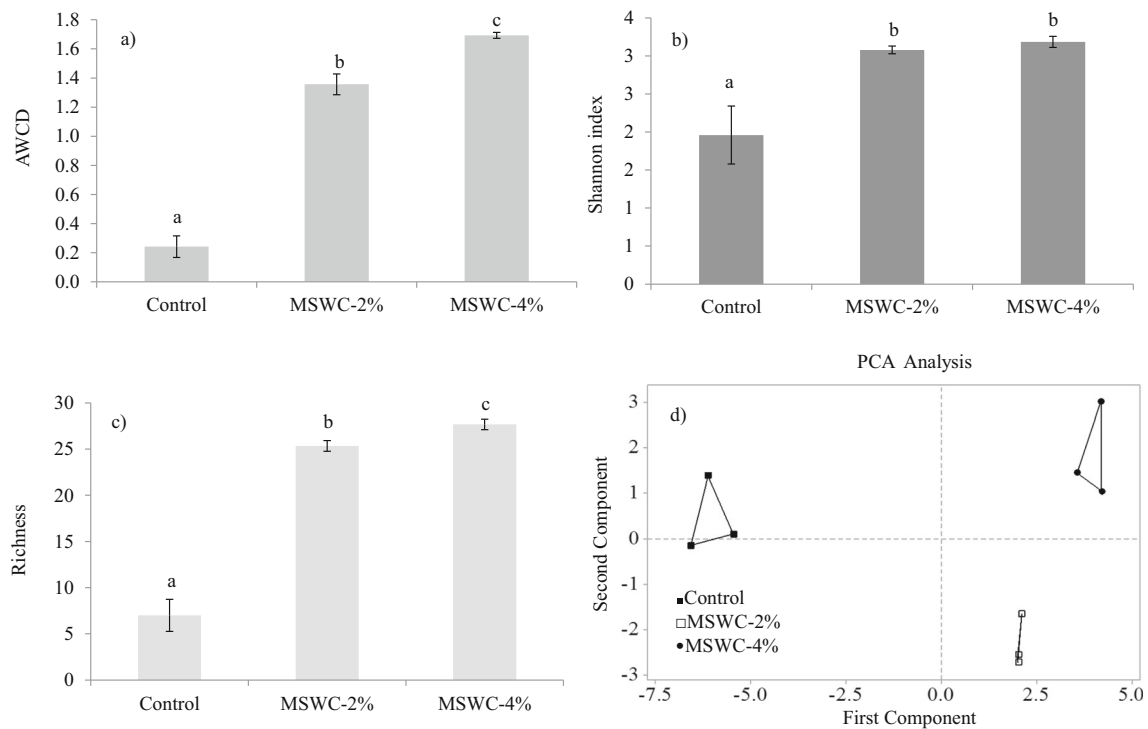 a)
AWCD
1.8
1.6
1.4
1.2
1.0
0.8
0.6
0.4
0.2
0.0
a
b
c
Control
MSWC-2%
MSWC-4%
b)
Shannon index
4
3
3
2
2
1
1
0
a
b
b
Control
MSWC-2%
MSWC-4%
c)
Richness
30
25
20
15
10
5
0
a
b
c
Control
MSWC-2%
MSWC-4%
PCA Analysis
d)
Second Component
3
2
1
0
-1
-2
-3
Control
MSWC-2%
MSWC-4%
-7.5
-5.0
-2.5
0.0
2.5
5.0
First Component